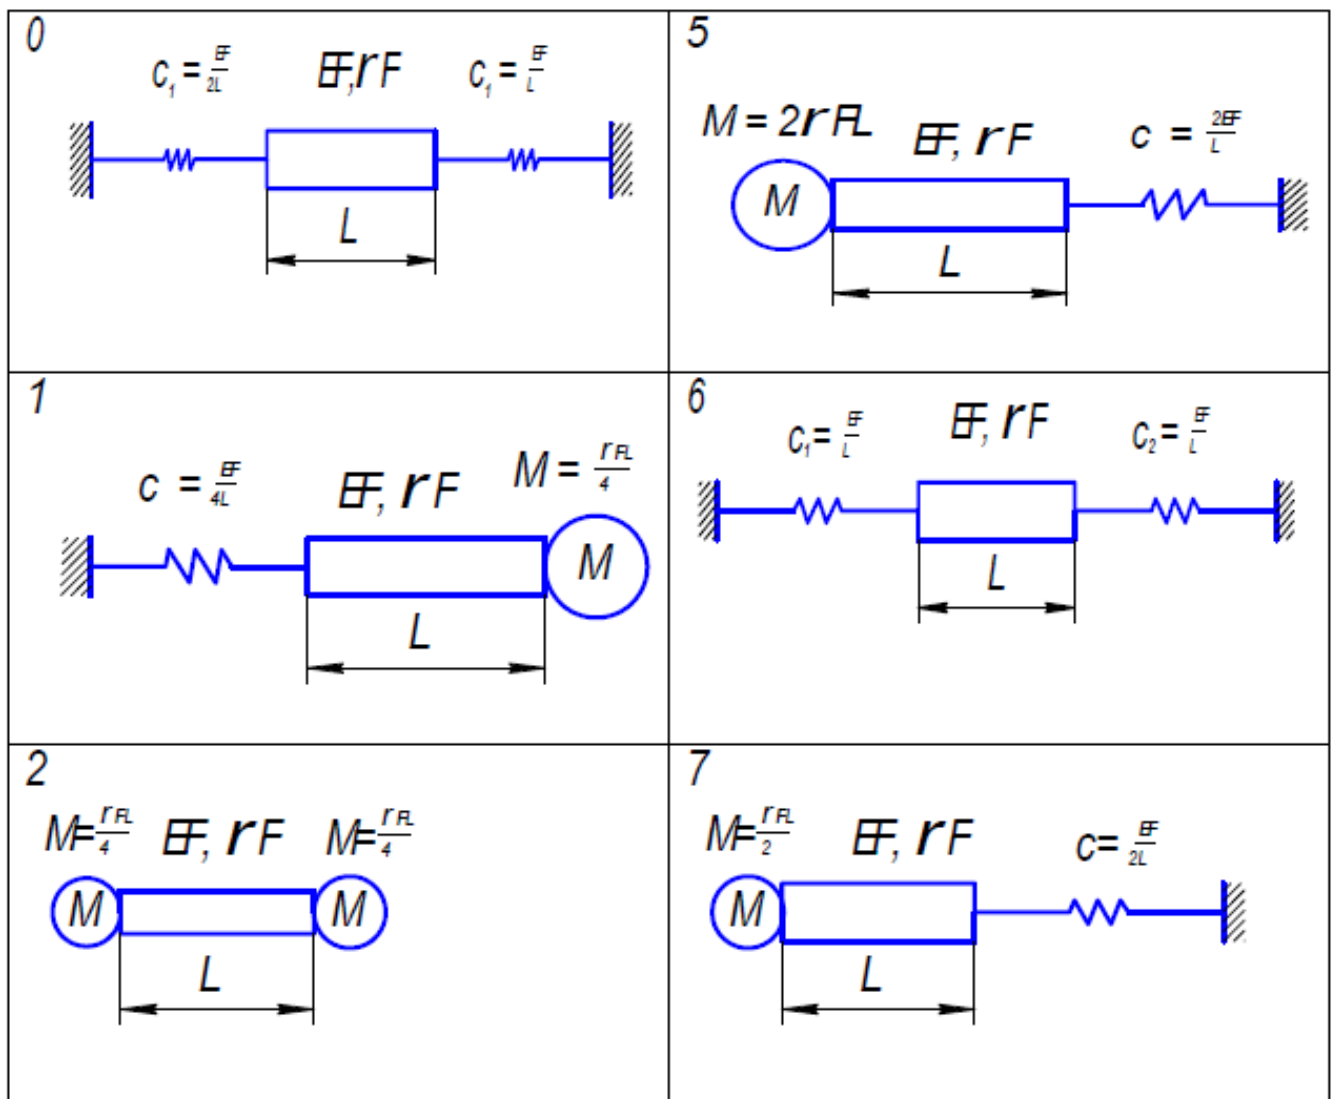 0
c₁ = EF/2L EF, rF c₁ = EF/L
L
5
M = 2rFL EF, rF c = 2EF/L
M
L
1
c = EF/4L EF, rF M = rFL/4
M
L
6
c₁ = EF/L EF, rF c₂ = EF/L
L
2
M = rFL/4 EF, rF M = rFL/4
M M
L
7
M = rFL/2 EF, rF c = EF/2L
M
L